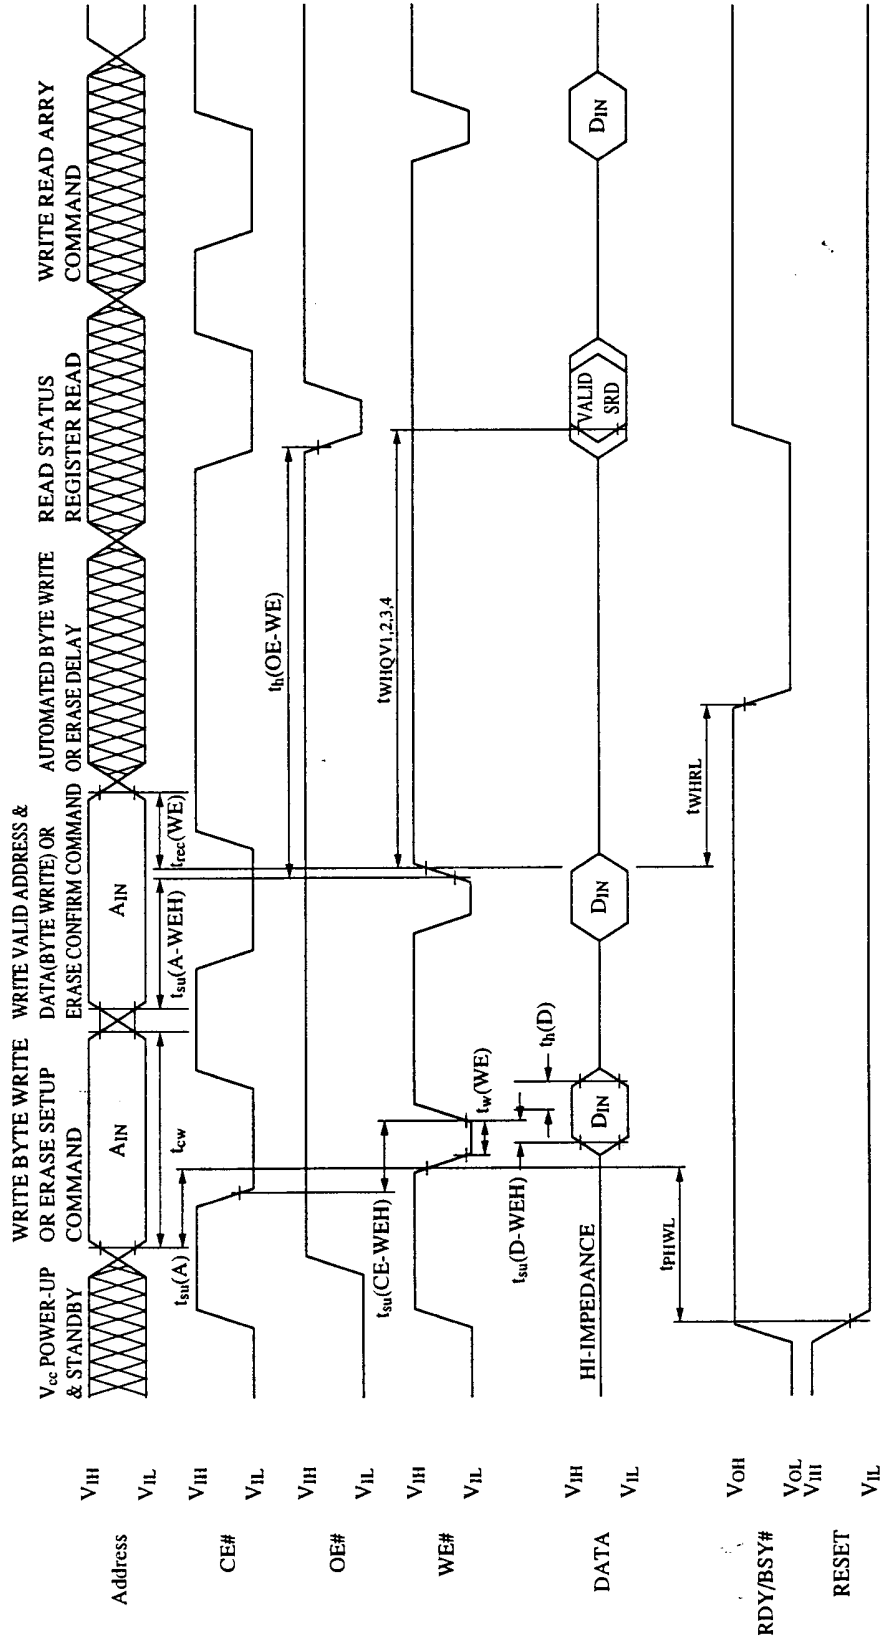 Vcc POWER-UP
& STANDBY
WRITE BYTE WRITE
OR ERASE SETUP
COMMAND
WRITE VALID ADDRESS &
DATA(BYTE WRITE) OR
ERASE CONFIRM COMMAND
AUTOMATED BYTE WRITE
OR ERASE DELAY
READ STATUS
REGISTER READ
WRITE READ ARRY
COMMAND
Address
VIH
VIL
AIN
AIN
tsu(A)
tcw
tsu(A-WEH)
trec(WE)
CE#
VIH
VIL
OE#
VIH
VIL
tsu(CE-WEH)
th(OE-WE)
WE#
VIH
VIL
tw(WE)
tWHQV1,2,3,4
tsu(D-WEH)
th(D)
DATA
VIH
VIL
HI-IMPEDANCE
DIN
DIN
VALID
SRD
DIN
tPHWL
tWHRL
RDY/BSY#
VOH
VOL
RESET
VIH
VIL